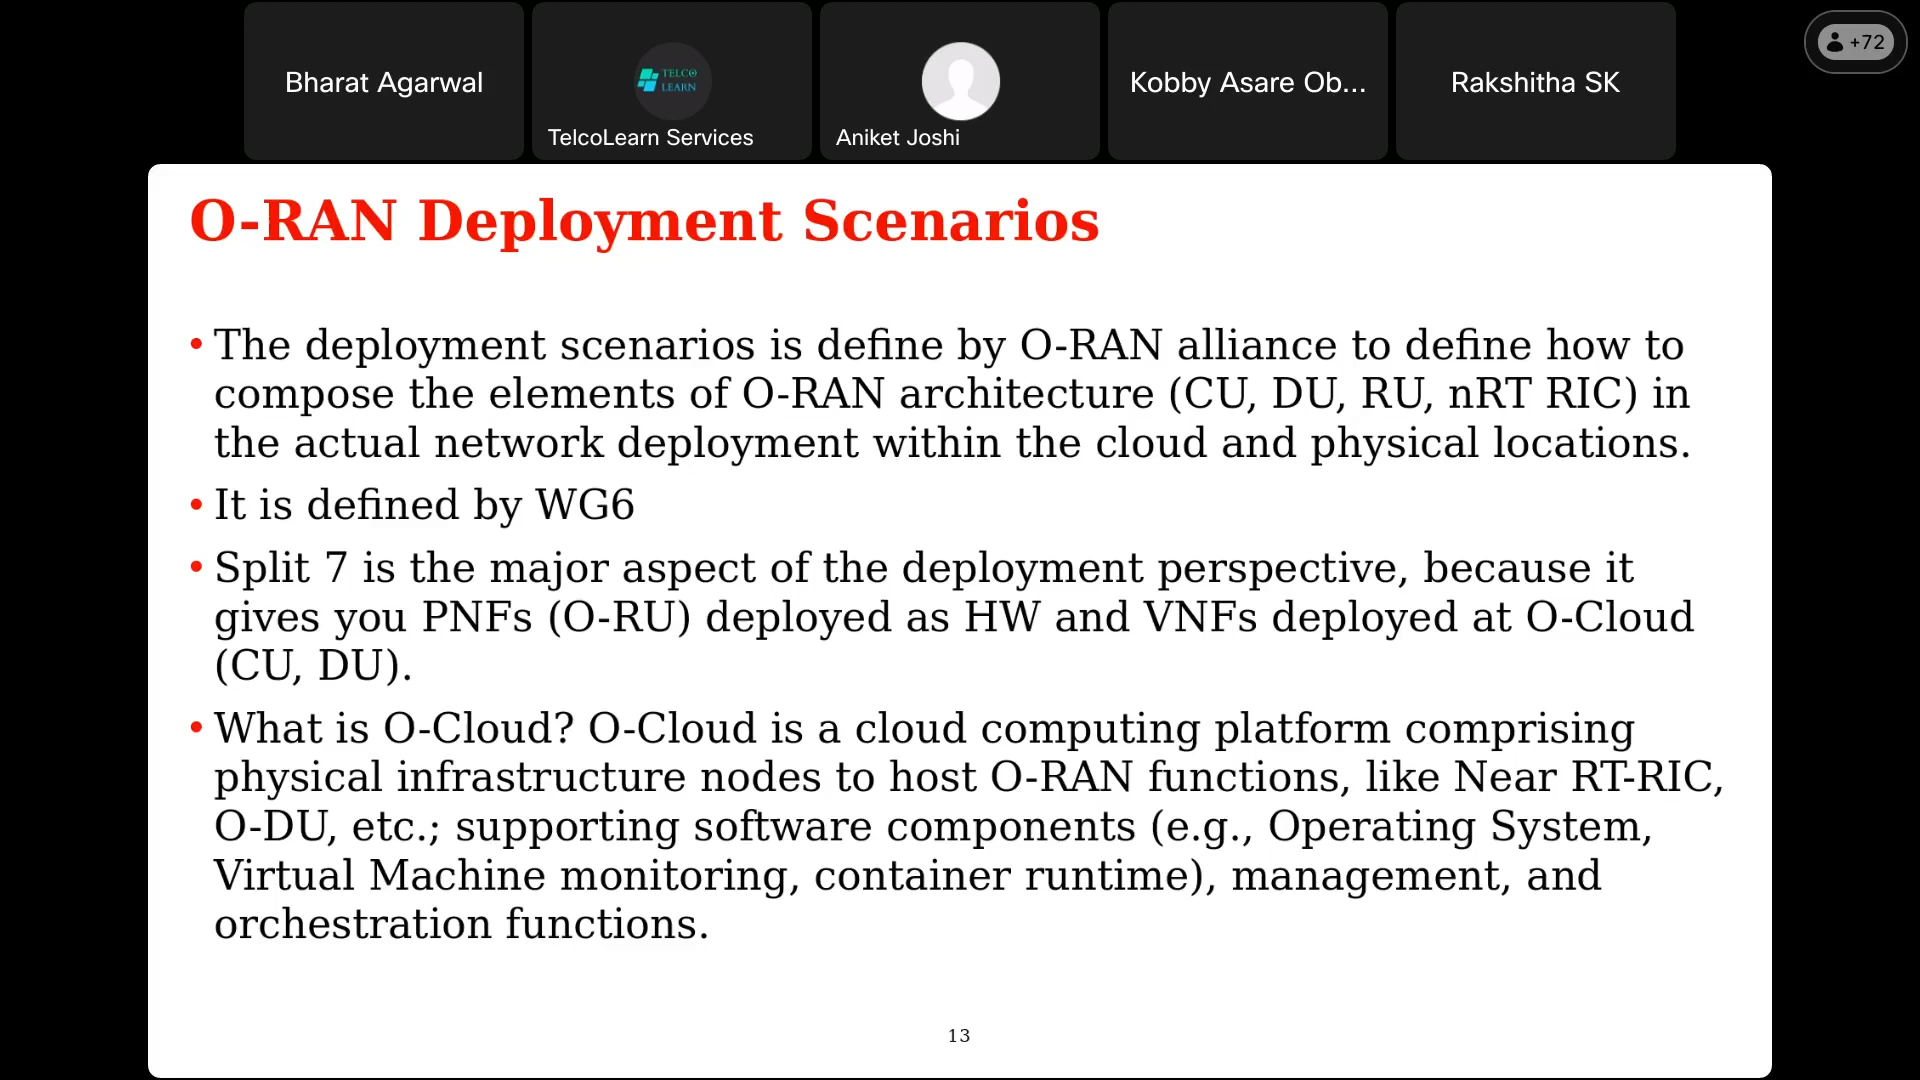 Bharat Agarwal
TELCO
LEARN
TelcoLearn Services
Aniket Joshi
Kobby Asare Ob...
Rakshitha SK
+72
O-RAN Deployment Scenarios
• The deployment scenarios is define by O-RAN alliance to define how to
compose the elements of O-RAN architecture (CU, DU, RU, nRT RIC) in
the actual network deployment within the cloud and physical locations.
• It is defined by WG6
• Split 7 is the major aspect of the deployment perspective, because it
gives you PNFs (O-RU) deployed as HW and VNFs deployed at O-Cloud
(CU, DU).
• What is O-Cloud? O-Cloud is a cloud computing platform comprising
physical infrastructure nodes to host O-RAN functions, like Near RT-RIC,
O-DU, etc.; supporting software components (e.g., Operating System,
Virtual Machine monitoring, container runtime), management, and
orchestration functions.
13